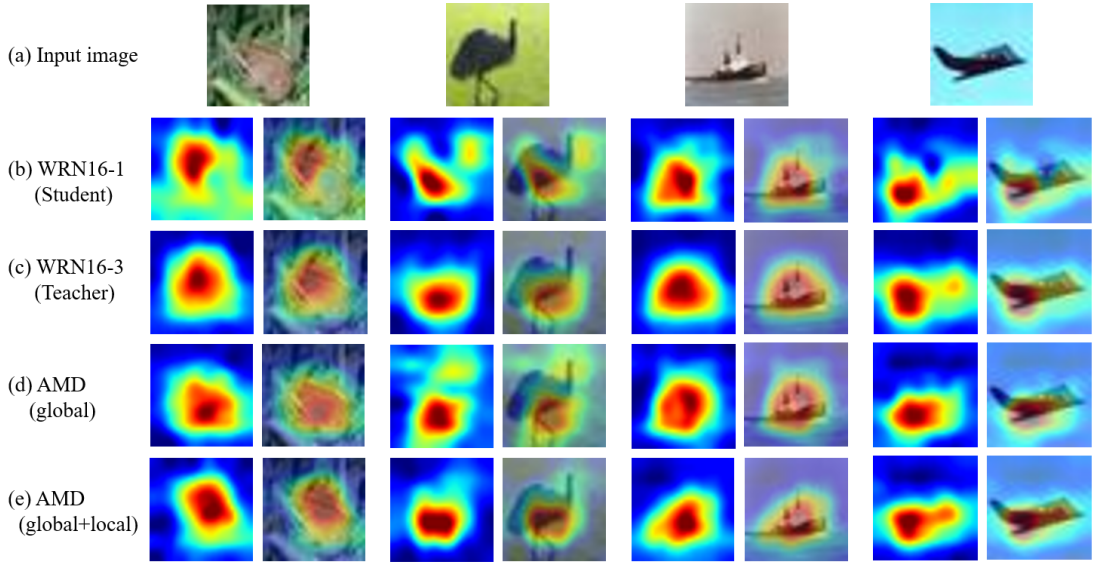 (a) Input image
(b) WRN16-1
(Student)
(c) WRN16-3
(Teacher)
(d) AMD
(global)
(e) AMD
(global+local)